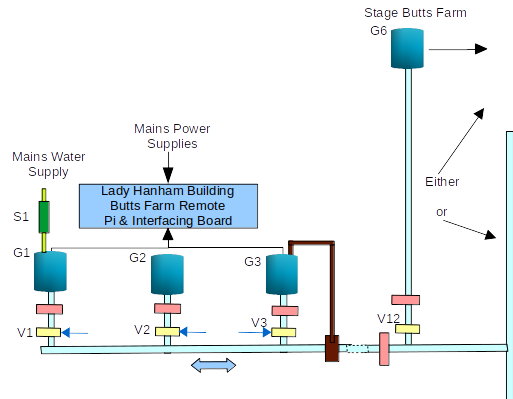 Stage Butts Farm
G6
Mains Power
Supplies
Mains Water
Supply
Lady Hanham Building
Butts Farm Remote
Pi & Interfacing Board
Either
or
S1
G1
G2
G3
V1
V2
V3
V12